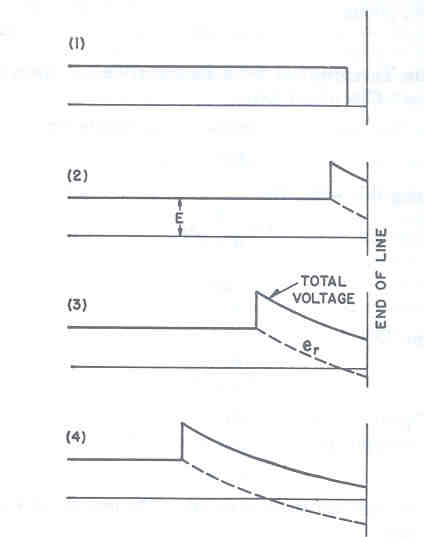 (1)
(2)
E
END OF LINE
(3)
TOTAL
VOLTAGE
er
(4)